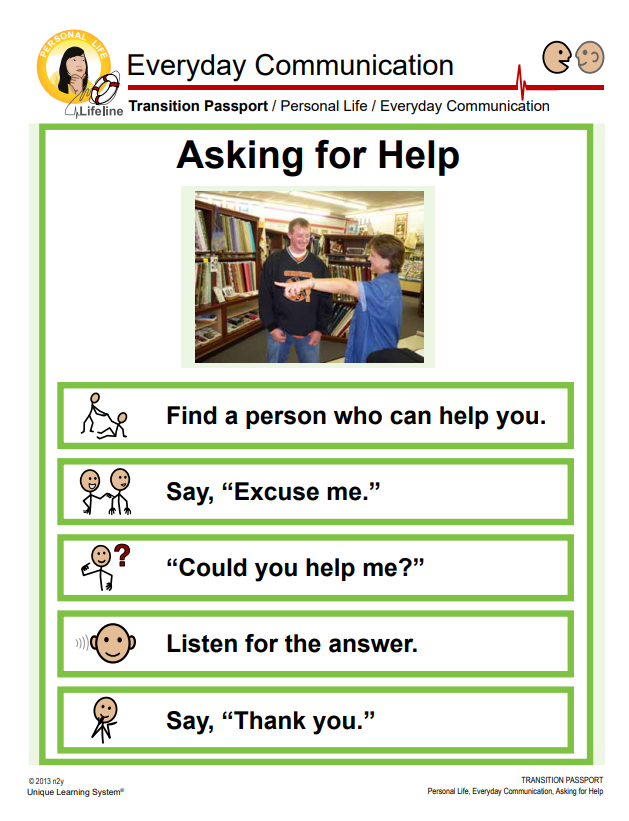 PERSONAL LIFE
Lifeline
Everyday Communication
Transition Passport / Personal Life / Everyday Communication
Asking for Help
Find a person who can help you.
Say, “Excuse me.”
?
“Could you help me?”
Listen for the answer.
Say, “Thank you.”
© 2013 n2y
Unique Learning System®
TRANSITION PASSPORT
Personal Life, Everyday Communication, Asking for Help